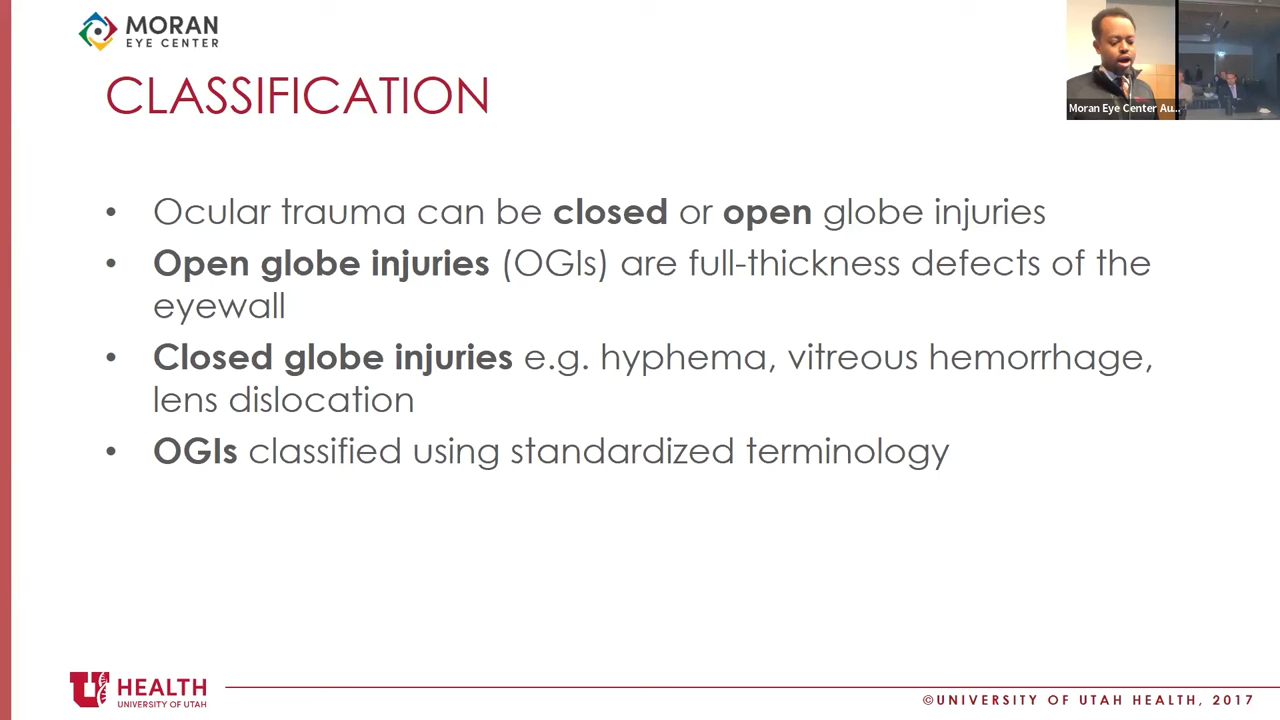 MORAN
EYE CENTER
CLASSIFICATION
Moran Eye Center Au...
• Ocular trauma can be closed or open globe injuries
• Open globe injuries (OGIs) are full-thickness defects of the
eyewall
• Closed globe injuries e.g. hyphema, vitreous hemorrhage,
lens dislocation
• OGIs classified using standardized terminology
U HEALTH
UNIVERSITY OF UTAH
©UNIVERSITY OF UTAH HEALTH, 2017